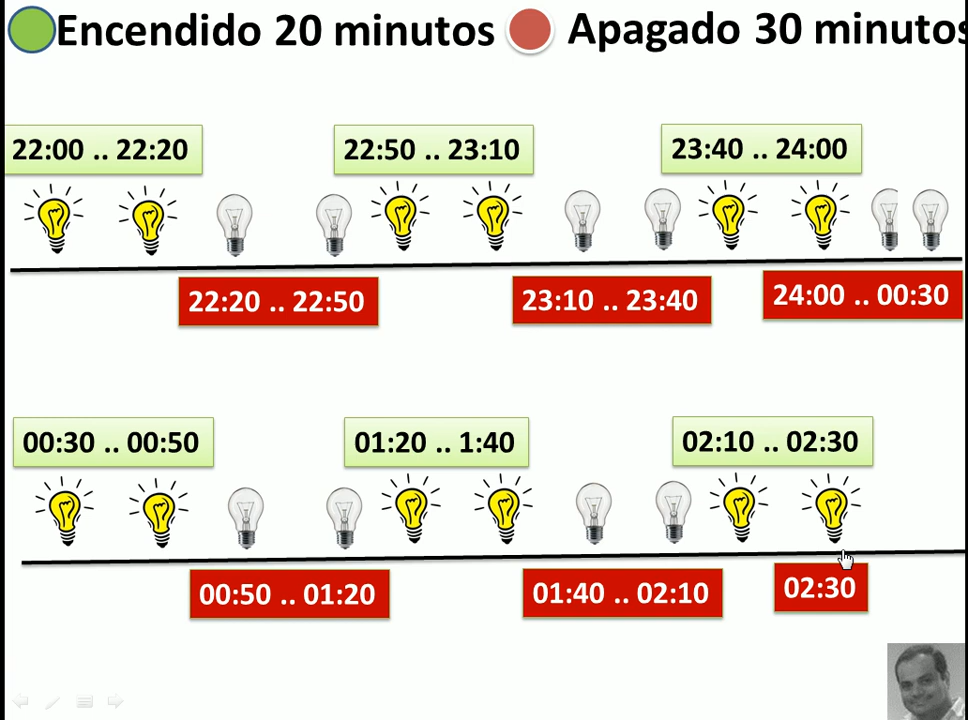 Encendido 20 minutos Apagado 30 minutos
22:00 .. 22:20 22:50 .. 23:10 23:40 .. 24:00
22:20 .. 22:50 23:10 .. 23:40 24:00 .. 00:30
00:30 .. 00:50 01:20 .. 1:40 02:10 .. 02:30
00:50 .. 01:20 01:40 .. 02:10 02:30